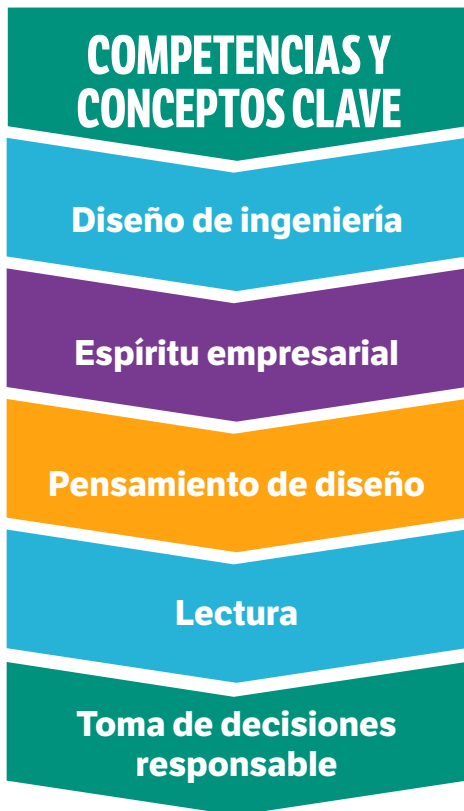 COMPETENCIAS Y
CONCEPTOS CLAVE
Diseño de ingeniería
Espíritu empresarial
Pensamiento de diseño
Lectura
Toma de decisiones
responsable